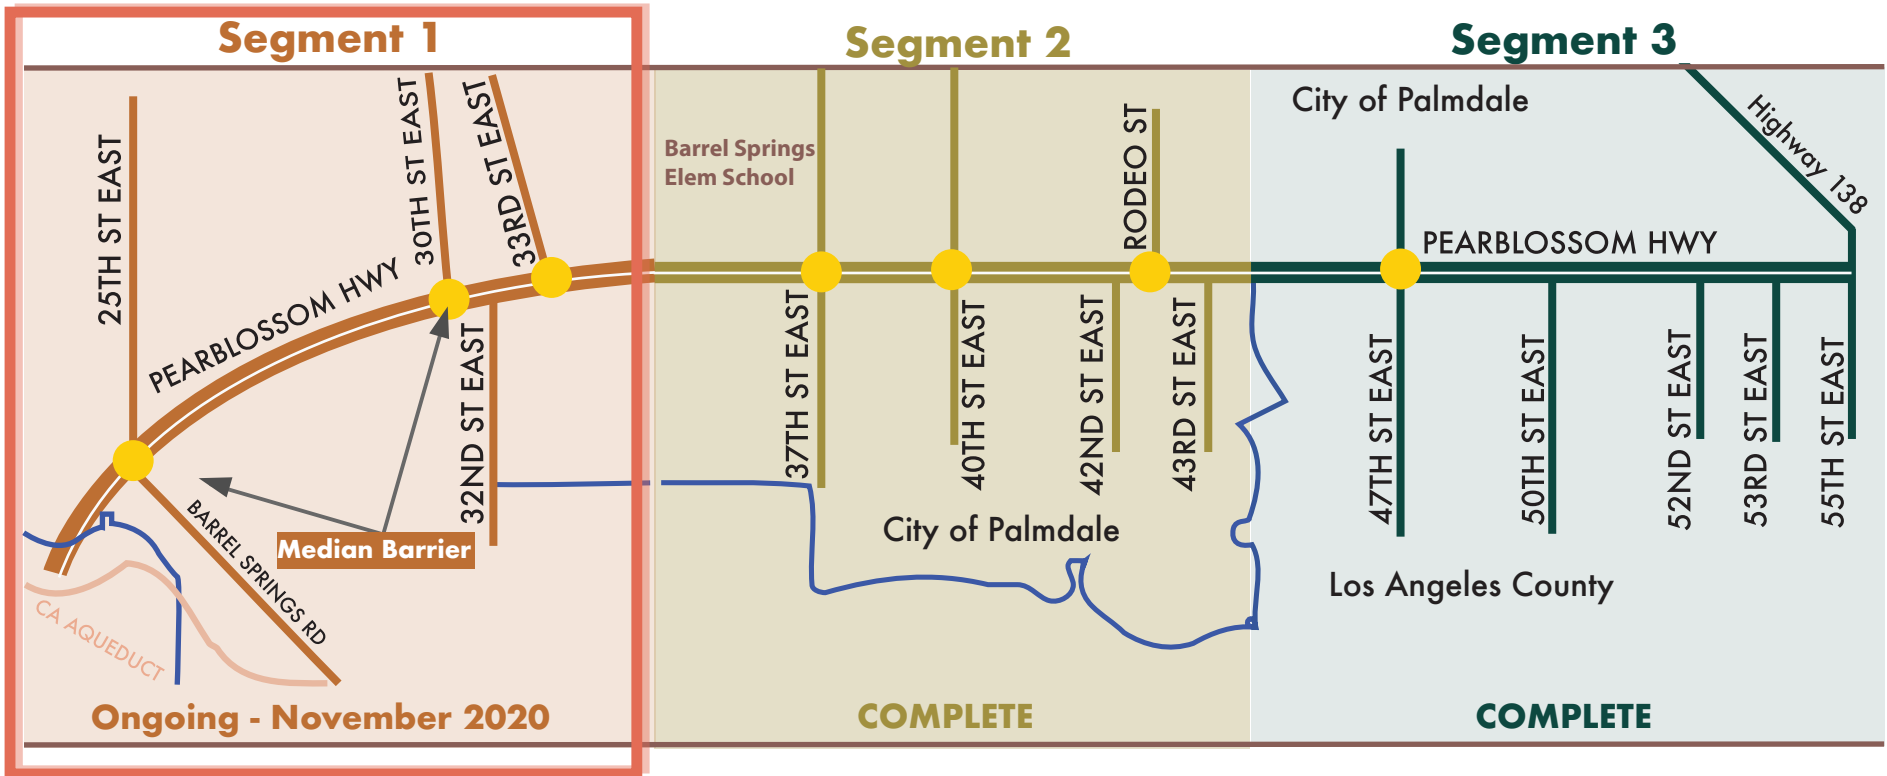 Segment 1
Segment 2
Segment 3
25TH ST EAST
30TH ST EAST
33RD ST EAST
PEARBLOSSOM HWY
32ND ST EAST
Median Barrier
BARREL SPRINGS RD
CA AQUEDUCT
Ongoing - November 2020
Barrel Springs
Elem School
RODEO ST
37TH ST EAST
40TH ST EAST
42ND ST EAST
43RD ST EAST
City of Palmdale
COMPLETE
City of Palmdale
Highway 138
PEARBLOSSOM HWY
47TH ST EAST
50TH ST EAST
52ND ST EAST
53RD ST EAST
55TH ST EAST
Los Angeles County
COMPLETE